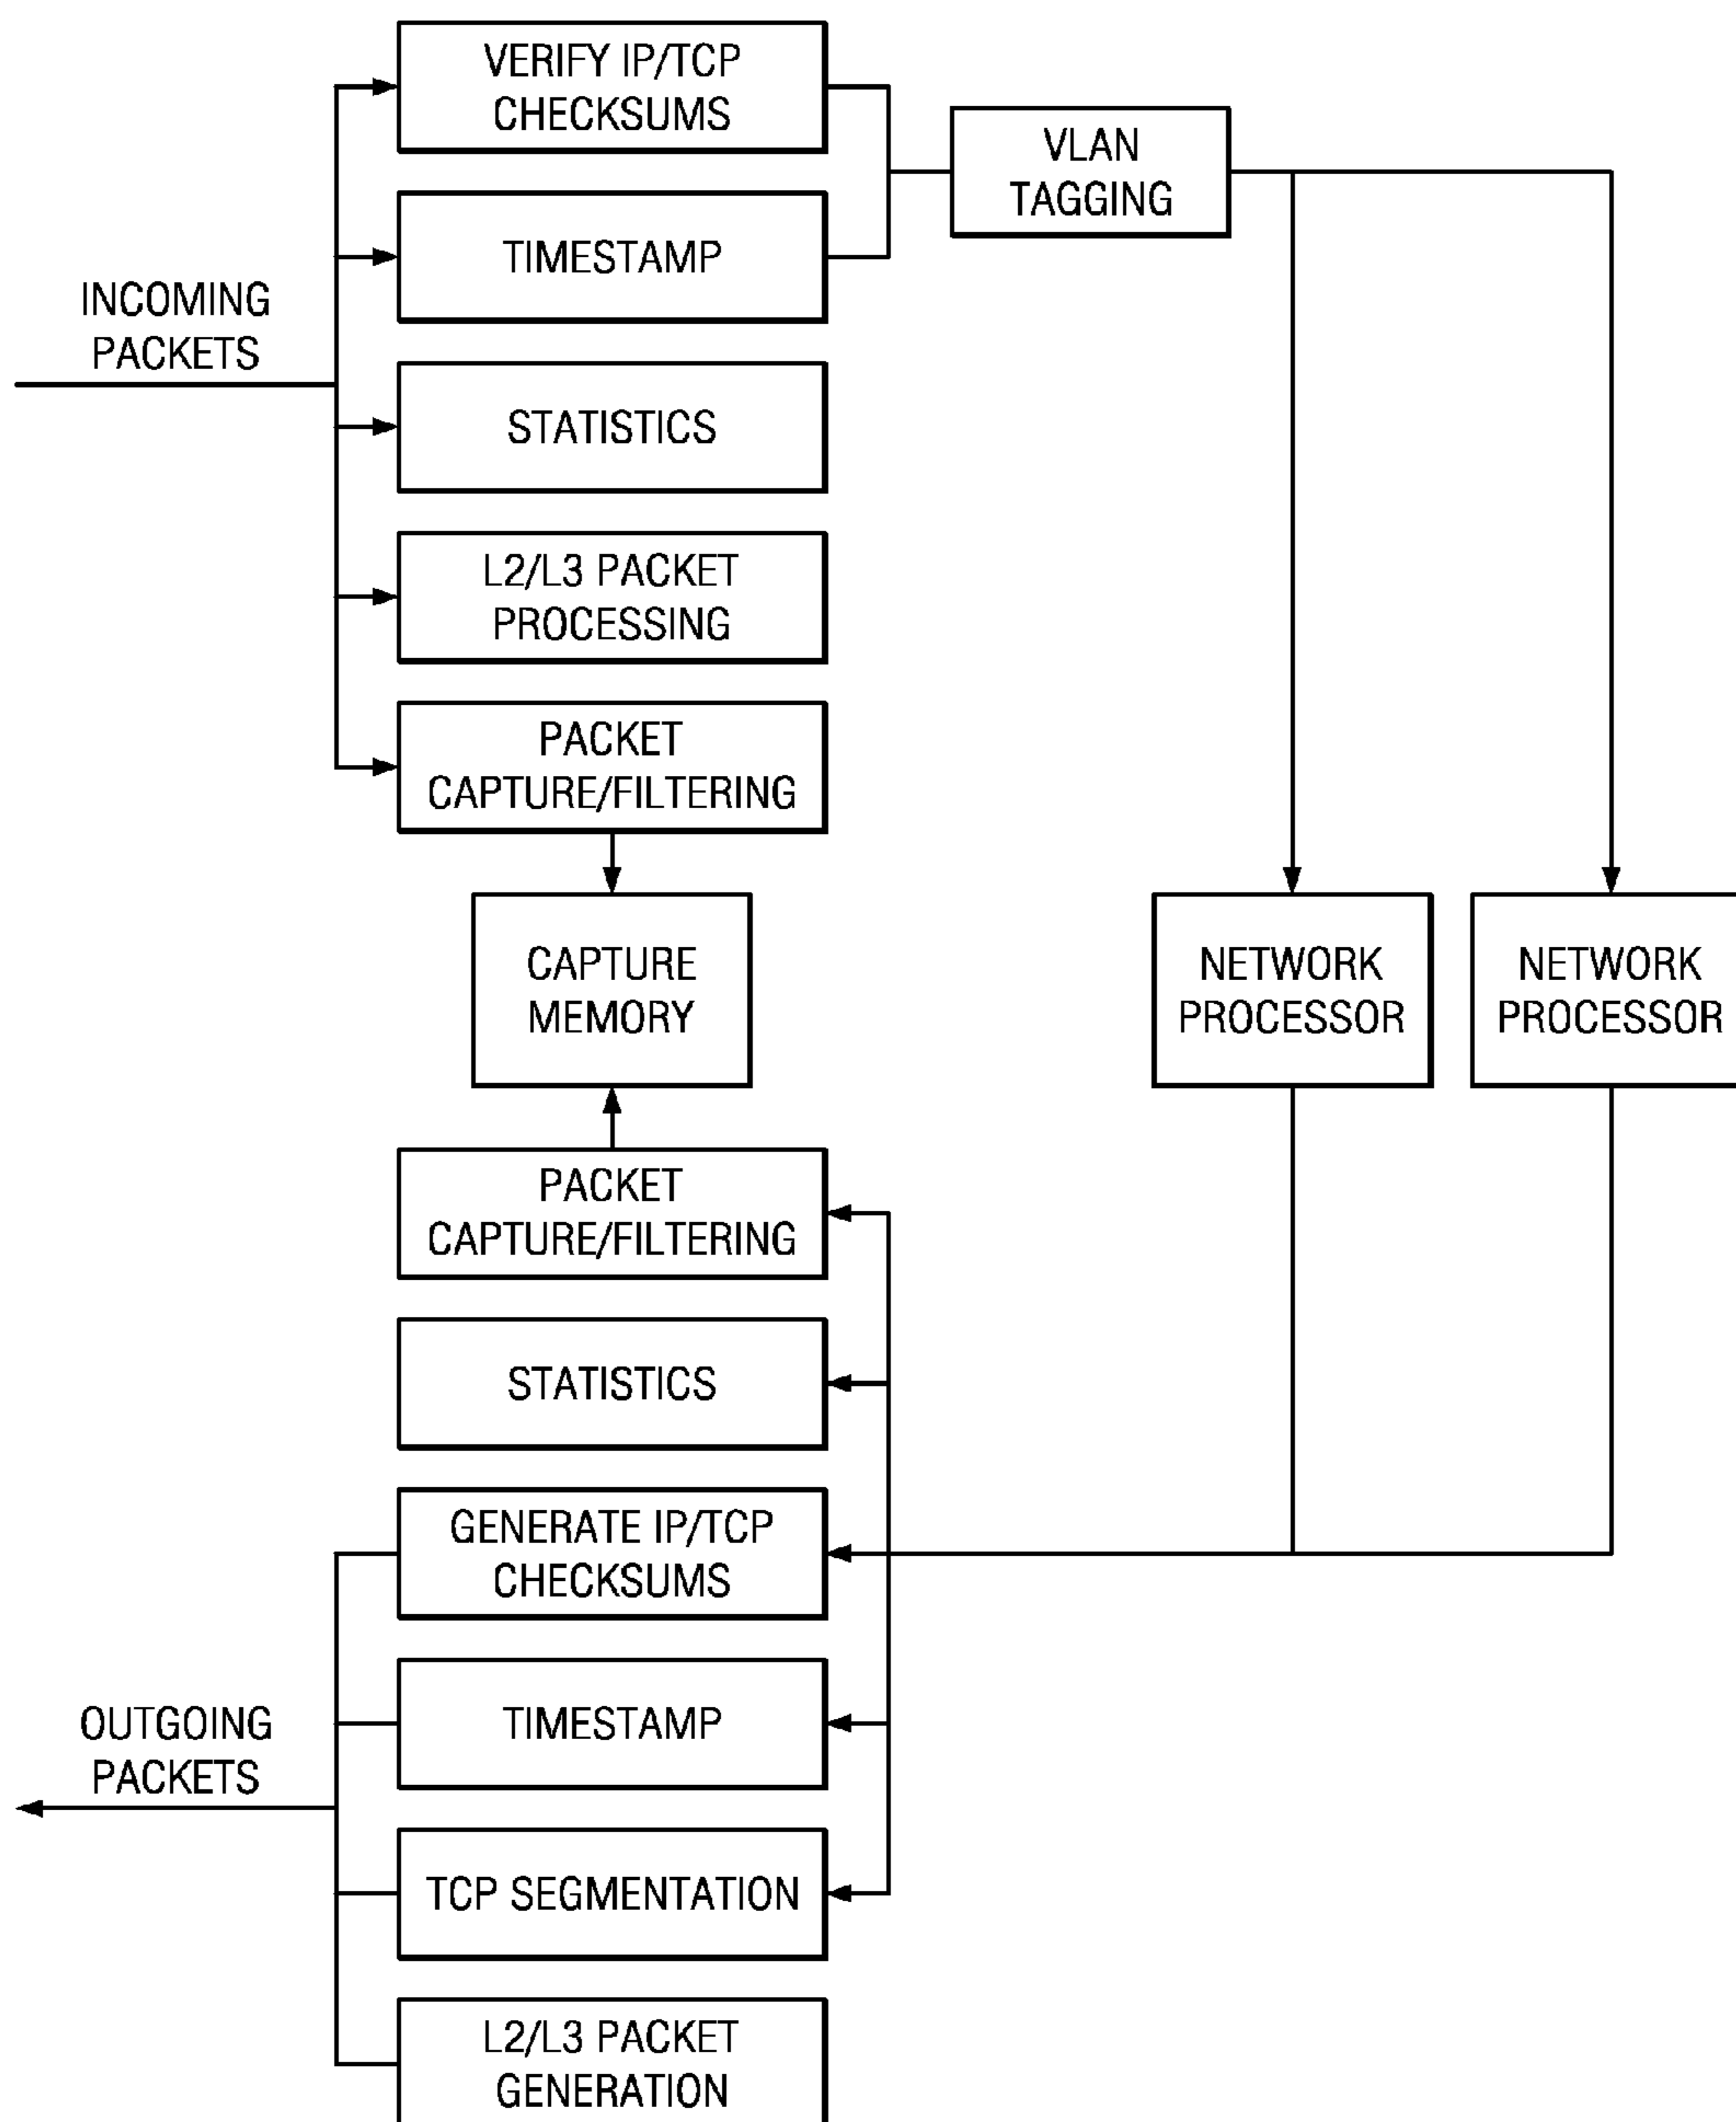 VERIFY IP/TCP
CHECKSUMS
VLAN
TAGGING
TIMESTAMP
INCOMING
PACKETS
STATISTICS
L2/L3 PACKET
PROCESSING
PACKET
CAPTURE/FILTERING
CAPTURE
MEMORY
NETWORK
PROCESSOR
NETWORK
PROCESSOR
PACKET
CAPTURE/FILTERING
STATISTICS
GENERATE IP/TCP
CHECKSUMS
TIMESTAMP
OUTGOING
PACKETS
TCP SEGMENTATION
L2/L3 PACKET
GENERATION